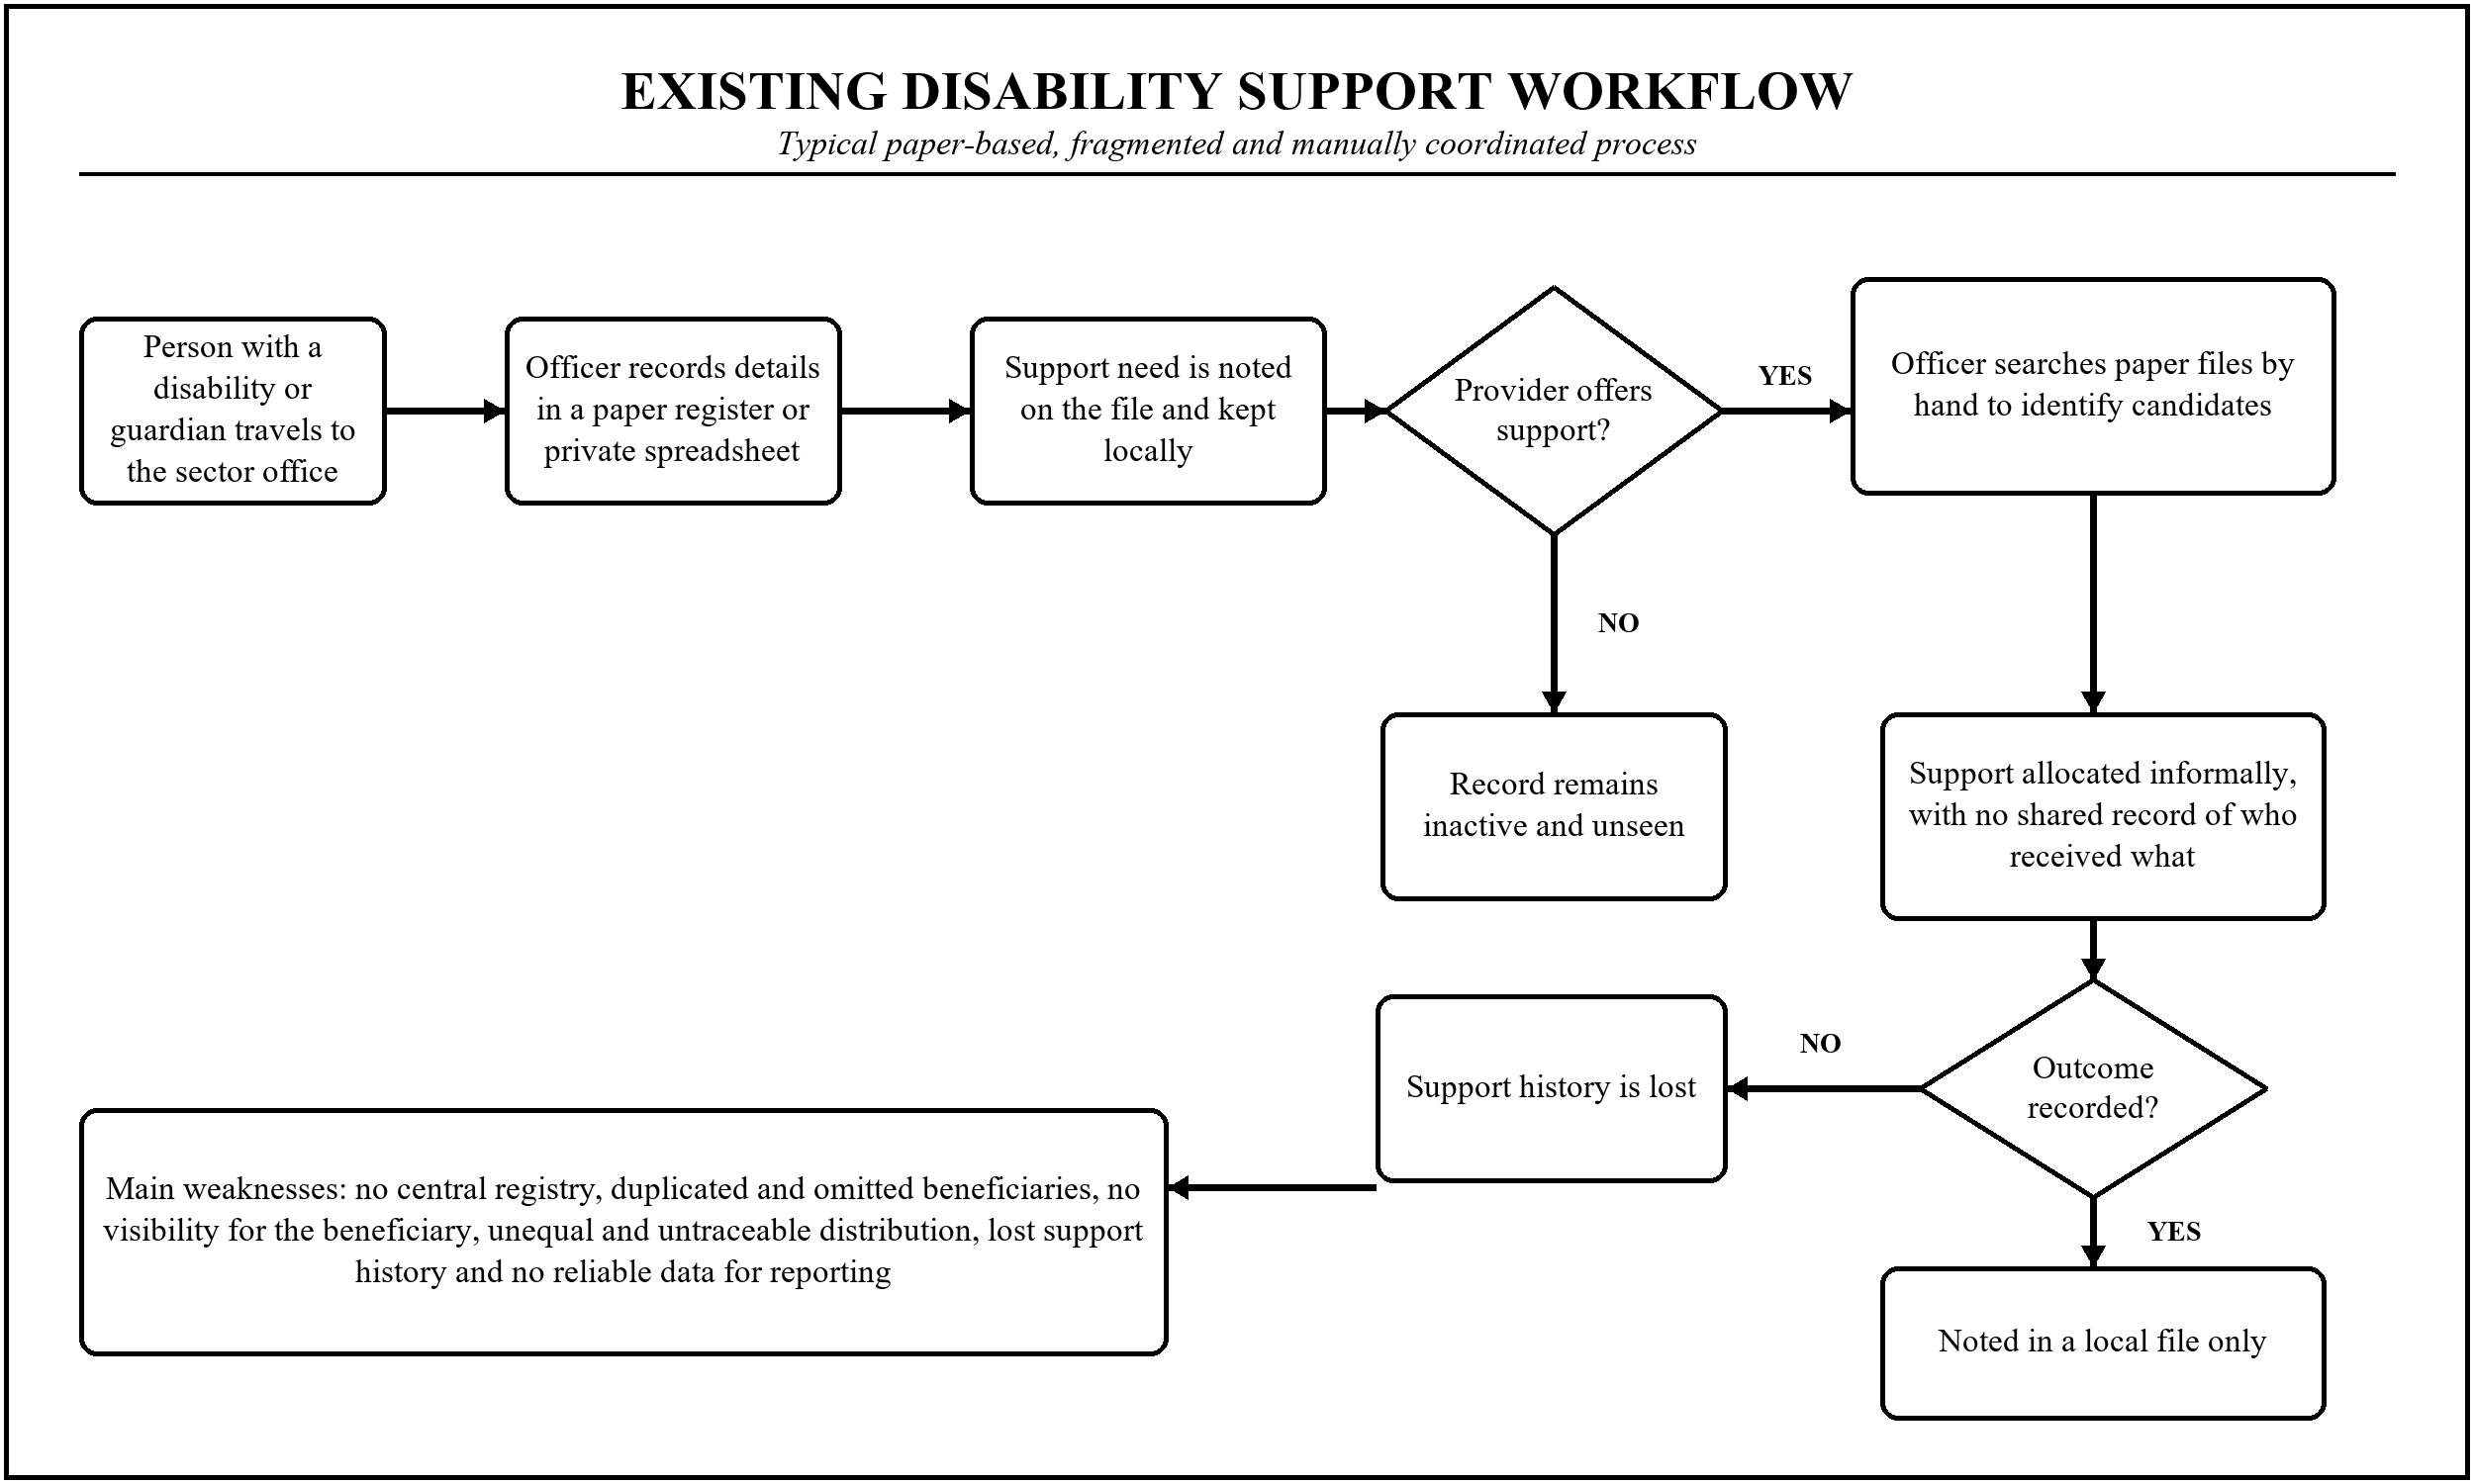 EXISTING DISABILITY SUPPORT WORKFLOW
Typical paper-based, fragmented and manually coordinated process
Person with a
disability or
guardian travels to
the sector office
Officer records details
in a paper register or
private spreadsheet
Support need is noted
on the file and kept
locally
Provider offers
support?
YES
Officer searches paper files by
hand to identify candidates
NO
Record remains
inactive and unseen
Support allocated informally,
with no shared record of who
received what
Outcome
recorded?
NO
Support history is lost
YES
Noted in a local file only
Main weaknesses: no central registry, duplicated and omitted beneficiaries, no
visibility for the beneficiary, unequal and untraceable distribution, lost support
history and no reliable data for reporting